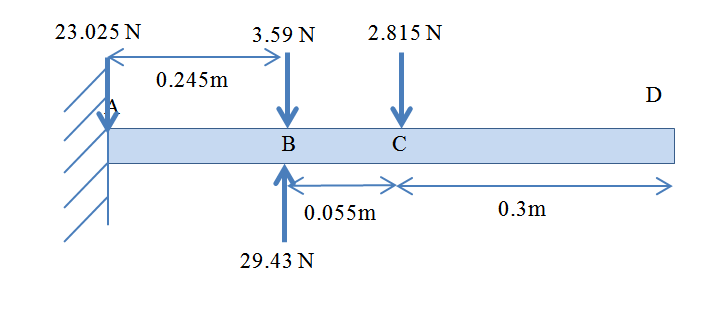 23.025 N
3.59 N
2.815 N
0.245m
A
D
B
C
0.055m
0.3m
29.43 N